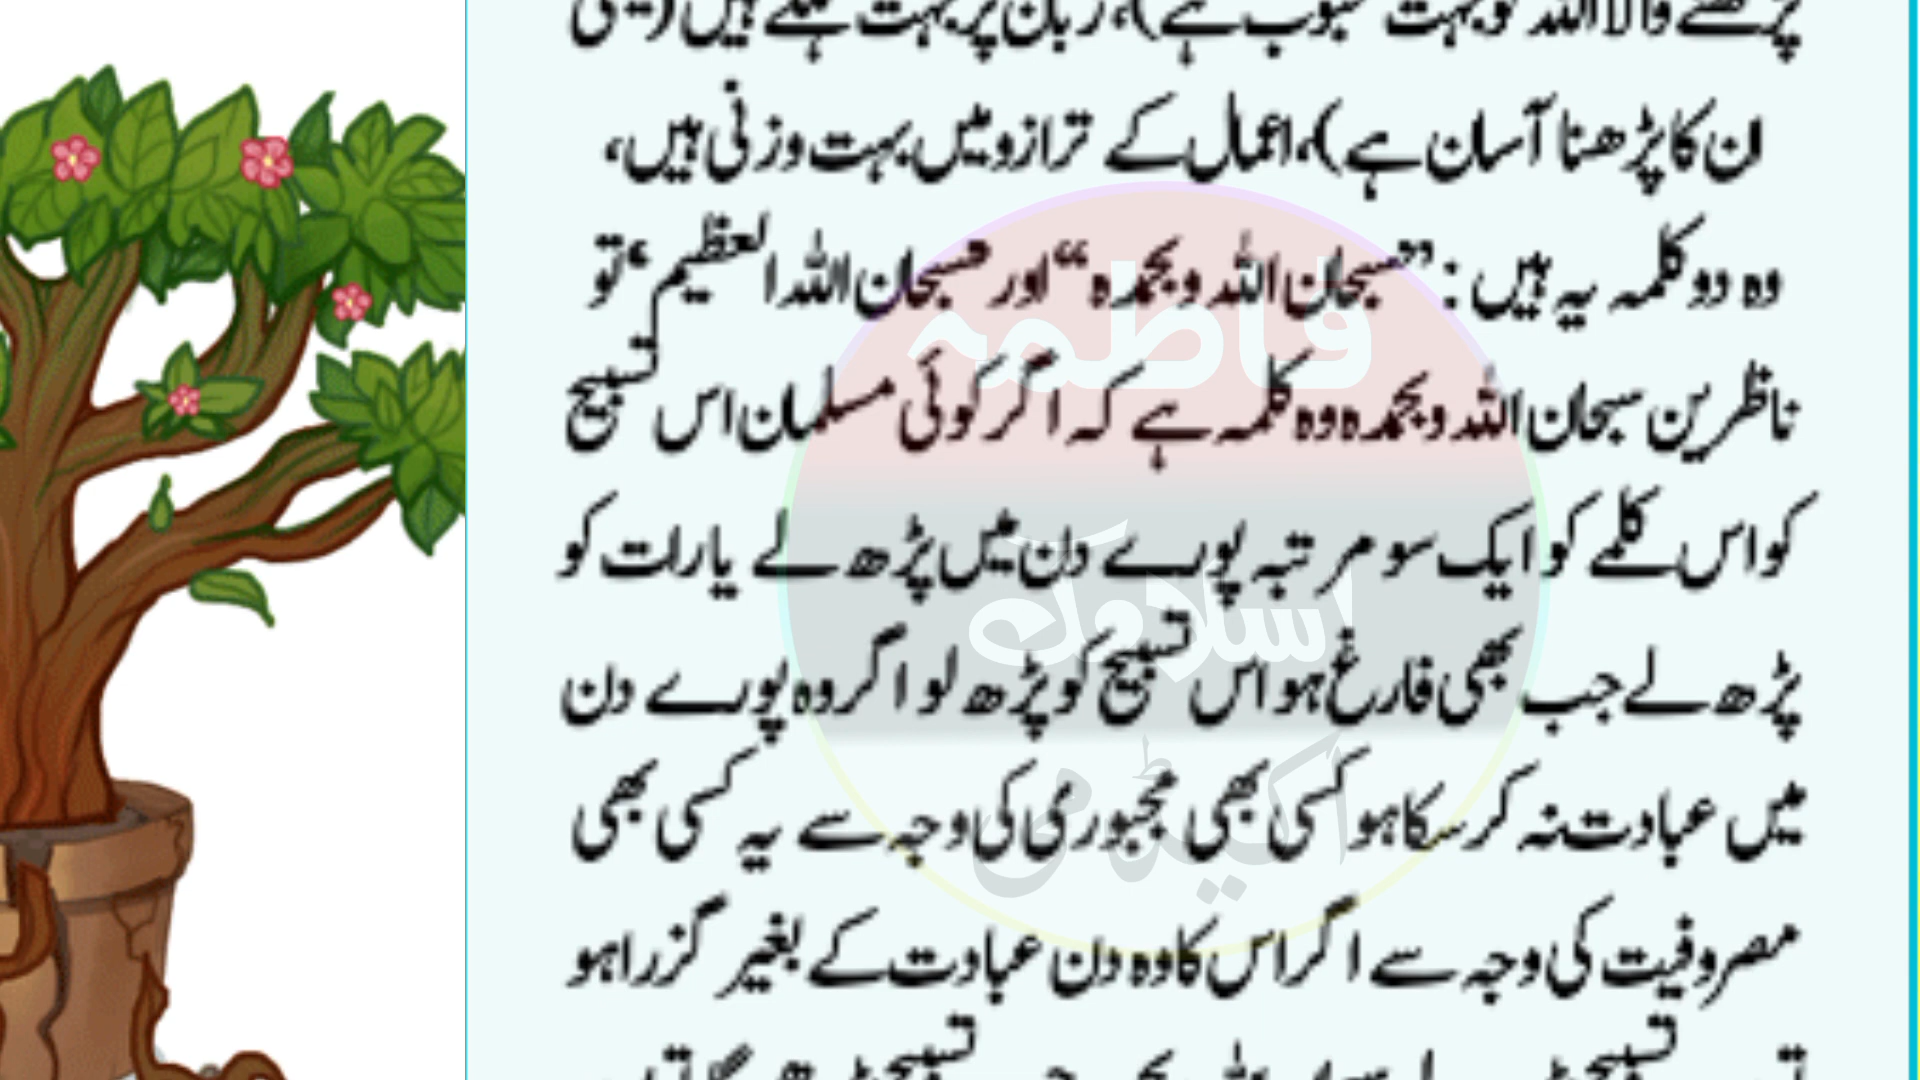 پڑھنے والا اللہ کو بہت محبوب ہے)، زبان پر بہت ہلکے ہیں (یعنی
ان کا پڑھنا آسان ہے)، اعمال کے ترازو میں بہت وزنی ہیں،
وہ دو کلمہ یہ ہیں : ”سبحان اللہ وبحمدہ“ اور ”سبحان اللہ العظیم‘ تو
ناظرین سبحان اللہ وبحمدہ وہ کلمہ ہے کہ اگر کوئی مسلمان اس تسبیح
کو اس کلمے کو ایک سو مرتبہ پورے دن میں پڑھ لے یا رات کو
پڑھ لے جب بھی فارغ ہو اس تسبیح کو پڑھ لو اگر وہ پورے دن
میں عبادت نہ کر سکا ہو کسی بھی مجبوری کی وجہ سے یہ کسی بھی
مصروفیت کی وجہ سے اگر اس کا وہ دن عبادت کے بغیر گزرا ہو
فاطمہ
اسلامک
اکیڈمی